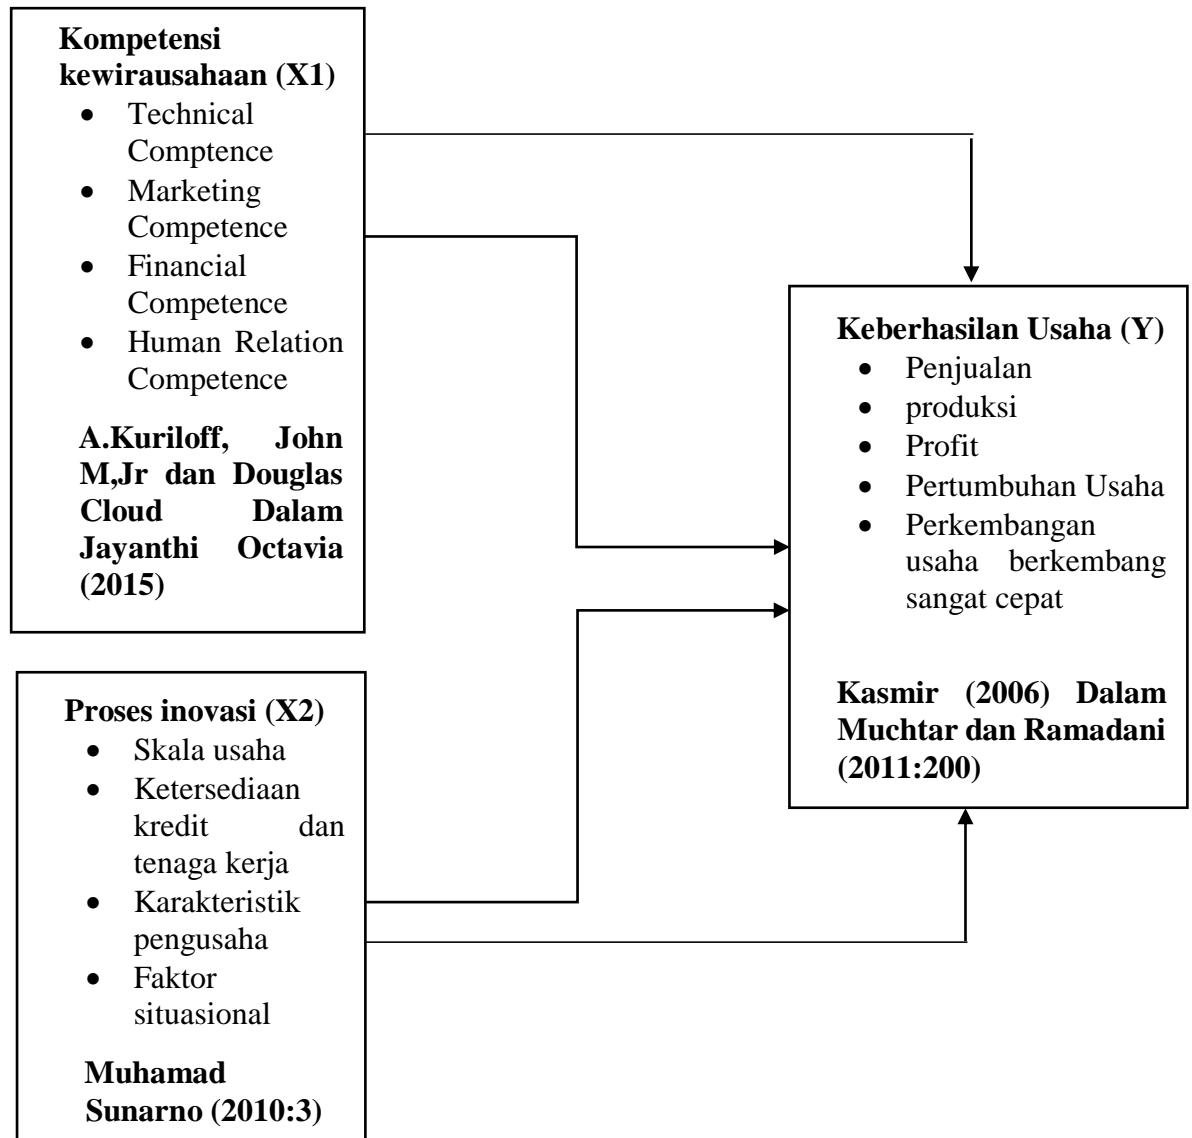 Kompetensi
kewirausahaan (X1)
• Technical
Comptence
• Marketing
Competence
• Financial
Competence
• Human Relation
Competence
A.Kuriloff, John
M,Jr dan Douglas
Cloud Dalam
Jayanthi Octavia
(2015)
Keberhasilan Usaha (Y)
• Penjualan
• produksi
• Profit
• Pertumbuhan Usaha
• Perkembangan
usaha berkembang
sangat cepat
Kasmir (2006) Dalam
Muchtar dan Ramadani
(2011:200)
Proses inovasi (X2)
• Skala usaha
• Ketersediaan
kredit dan
tenaga kerja
• Karakteristik
pengusaha
• Faktor
situasional
Muhamad
Sunarno (2010:3)